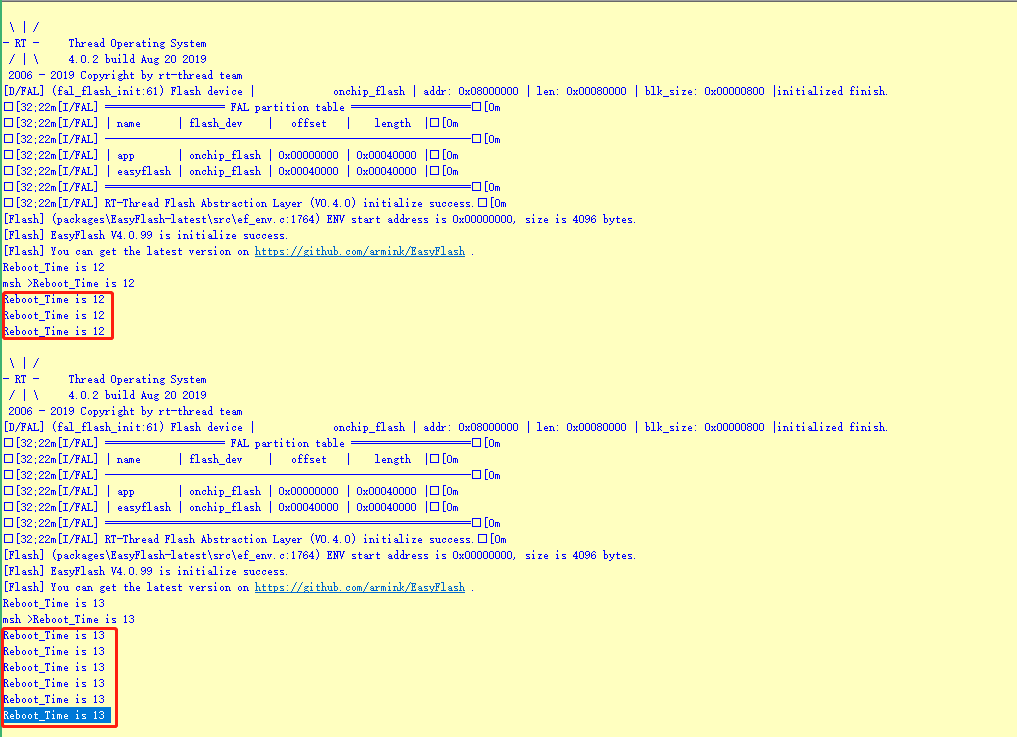 \ | /
- RT -     Thread Operating System
/ | \     4.0.2 build Aug 20 2019
2006 - 2019 Copyright by rt-thread team
[D/FAL] (fal_flash_init:61) Flash device |             onchip_flash | addr: 0x08000000 | len: 0x00080000 | blk_size: 0x00000800 |initialized finish.
□[32;22m[I/FAL] ==================== FAL partition table ====================□[0m
□[32;22m[I/FAL] | name      | flash_dev    |   offset   |    length  |□[0m
□[32;22m[I/FAL] -------------------------------------------------------------□[0m
□[32;22m[I/FAL] | app       | onchip_flash | 0x00000000 | 0x00040000 |□[0m
□[32;22m[I/FAL] | easyflash | onchip_flash | 0x00040000 | 0x00040000 |□[0m
□[32;22m[I/FAL] =============================================================□[0m
□[32;22m[I/FAL] RT-Thread Flash Abstraction Layer (V0.4.0) initialize success.□[0m
[Flash] (packages\EasyFlash-latest\src\ef_env.c:1764) ENV start address is 0x00000000, size is 4096 bytes.
[Flash] EasyFlash V4.0.99 is initialize success.
[Flash] You can get the latest version on https://github.com/armink/EasyFlash .
Reboot_Time is 12
msh >Reboot_Time is 12
Reboot_Time is 12
Reboot_Time is 12
Reboot_Time is 12
\ | /
- RT -     Thread Operating System
/ | \     4.0.2 build Aug 20 2019
2006 - 2019 Copyright by rt-thread team
[D/FAL] (fal_flash_init:61) Flash device |             onchip_flash | addr: 0x08000000 | len: 0x00080000 | blk_size: 0x00000800 |initialized finish.
□[32;22m[I/FAL] ==================== FAL partition table ====================□[0m
□[32;22m[I/FAL] | name      | flash_dev    |   offset   |    length  |□[0m
□[32;22m[I/FAL] -------------------------------------------------------------□[0m
□[32;22m[I/FAL] | app       | onchip_flash | 0x00000000 | 0x00040000 |□[0m
□[32;22m[I/FAL] | easyflash | onchip_flash | 0x00040000 | 0x00040000 |□[0m
□[32;22m[I/FAL] =============================================================□[0m
□[32;22m[I/FAL] RT-Thread Flash Abstraction Layer (V0.4.0) initialize success.□[0m
[Flash] (packages\EasyFlash-latest\src\ef_env.c:1764) ENV start address is 0x00000000, size is 4096 bytes.
[Flash] EasyFlash V4.0.99 is initialize success.
[Flash] You can get the latest version on https://github.com/armink/EasyFlash .
Reboot_Time is 13
msh >Reboot_Time is 13
Reboot_Time is 13
Reboot_Time is 13
Reboot_Time is 13
Reboot_Time is 13
Reboot_Time is 13
Reboot_Time is 13